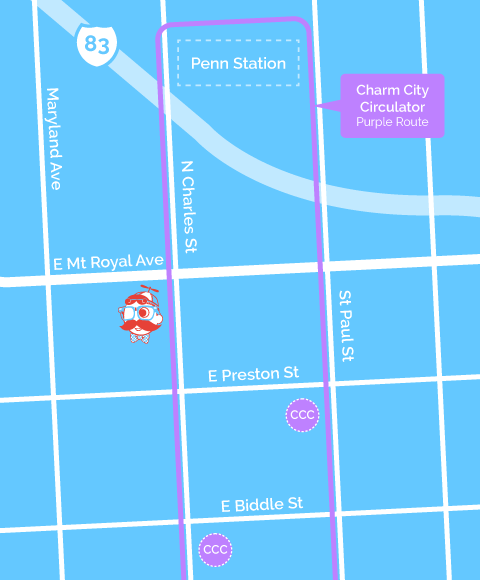 83
Penn Station
Charm City
Circulator
Purple Route
Maryland Ave
N Charles St
E Mt Royal Ave
St Paul St
E Preston St
CCC
E Biddle St
CCC